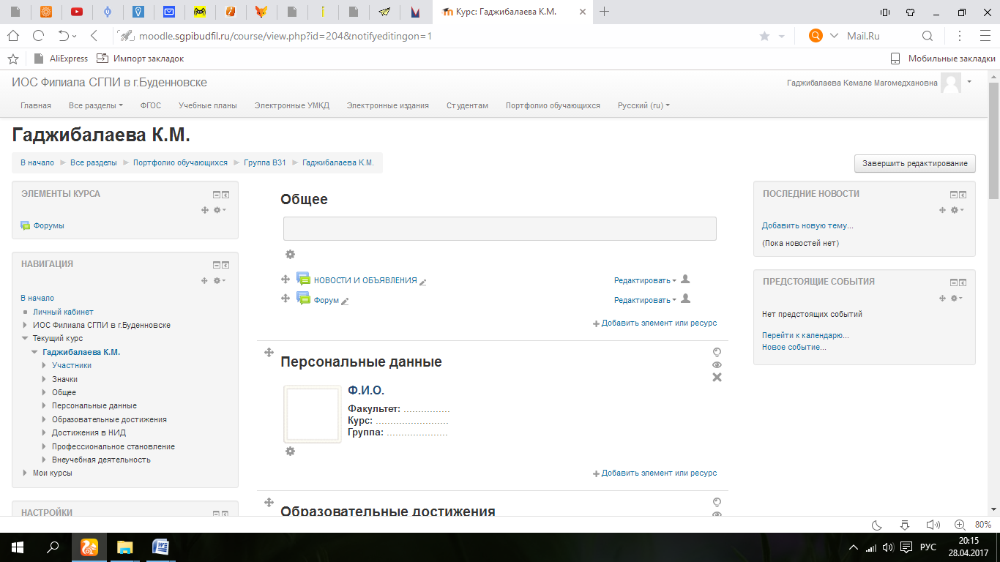 Курс: Гаджибалаева К.М.
moodle.sgpibudfil.ru/course/view.php?id=204&notifyeditingon=1
Mail.Ru
AliExpress
Импорт закладок
Мобильные закладки
ИОС Филиала СГПИ в г.Буденновске
Гаджибалаева Кемале Магомедхановна
Главная
Все разделы
ФГОС
Учебные планы
Электронные УМКД
Электронные издания
Студентам
Портфолио обучающихся
Русский (ru)
Гаджибалаева К.М.
В начало
Все разделы
Портфолио обучающихся
Группа В31
Гаджибалаева К.М.
Завершить редактирование
ЭЛЕМЕНТЫ КУРСА
Форумы
НАВИГАЦИЯ
В начало
Личный кабинет
ИОС Филиала СГПИ в г.Буденновске
Текущий курс
Гаджибалаева К.М.
Участники
Значки
Общее
Персональные данные
Образовательные достижения
Достижения в НИД
Профессиональное становление
Внеучебная деятельность
Мои курсы
НАСТРОЙКИ
Общее
НОВОСТИ И ОБЪЯВЛЕНИЯ
Редактировать
Форум
Редактировать
Добавить элемент или ресурс
Персональные данные
Ф.И.О.
Факультет: ...............
Курс: ........................
Группа: ....................
Добавить элемент или ресурс
Образовательные достижения
ПОСЛЕДНИЕ НОВОСТИ
Добавить новую тему...
(Пока новостей нет)
ПРЕДСТОЯЩИЕ СОБЫТИЯ
Нет предстоящих событий
Перейти к календарю...
Новое событие...
80%
РУС
20:15
28.04.2017